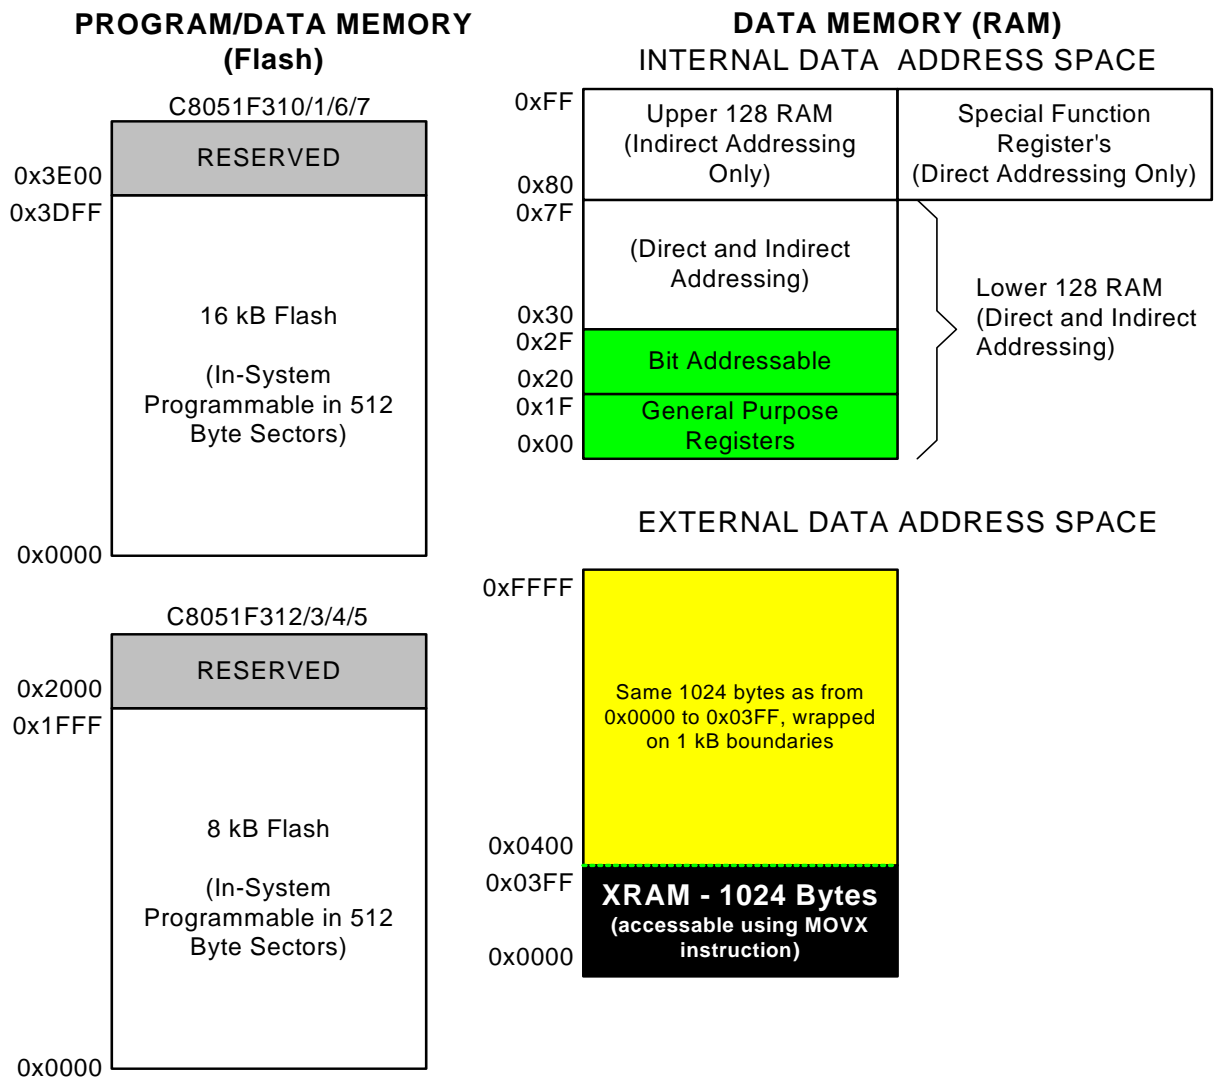 PROGRAM/DATA MEMORY
(Flash)
C8051F310/1/6/7
RESERVED
0x3E00
0x3DFF
16 kB Flash
(In-System
Programmable in 512
Byte Sectors)
0x0000
C8051F312/3/4/5
RESERVED
0x2000
0x1FFF
8 kB Flash
(In-System
Programmable in 512
Byte Sectors)
0x0000
DATA MEMORY (RAM)
INTERNAL DATA ADDRESS SPACE
0xFF
Upper 128 RAM
(Indirect Addressing
Only)
0x80
Special Function
Register's
(Direct Addressing Only)
0x7F
(Direct and Indirect
Addressing)
0x30
Lower 128 RAM
(Direct and Indirect
Addressing)
0x2F
Bit Addressable
0x20
0x1F
General Purpose
Registers
0x00
EXTERNAL DATA ADDRESS SPACE
0xFFFF
Same 1024 bytes as from
0x0000 to 0x03FF, wrapped
on 1 kB boundaries
0x0400
0x03FF
XRAM - 1024 Bytes
(accessable using MOVX
instruction)
0x0000